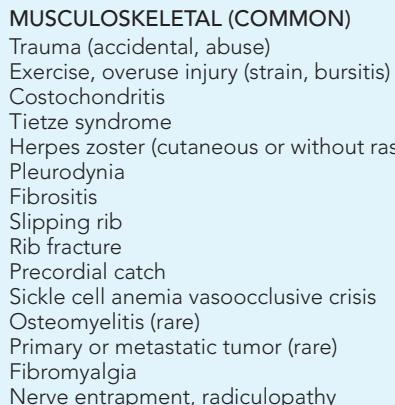 MUSCULOSKELETAL (COMMON)
Trauma (accidental, abuse)
Exercise, overuse injury (strain, bursitis)
Costochondritis
Tietze syndrome
Herpes zoster (cutaneous or without
Pleurodynia
Fibrositis
Slipping rib
Rib fracture
Precordial catch
Sickle cell anemia vasoocclusive crisis
Osteomyelitis (rare)
Primary or metastatic tumor (rare)
Fibromyalgia
Nerve entrapment, radiculopathy